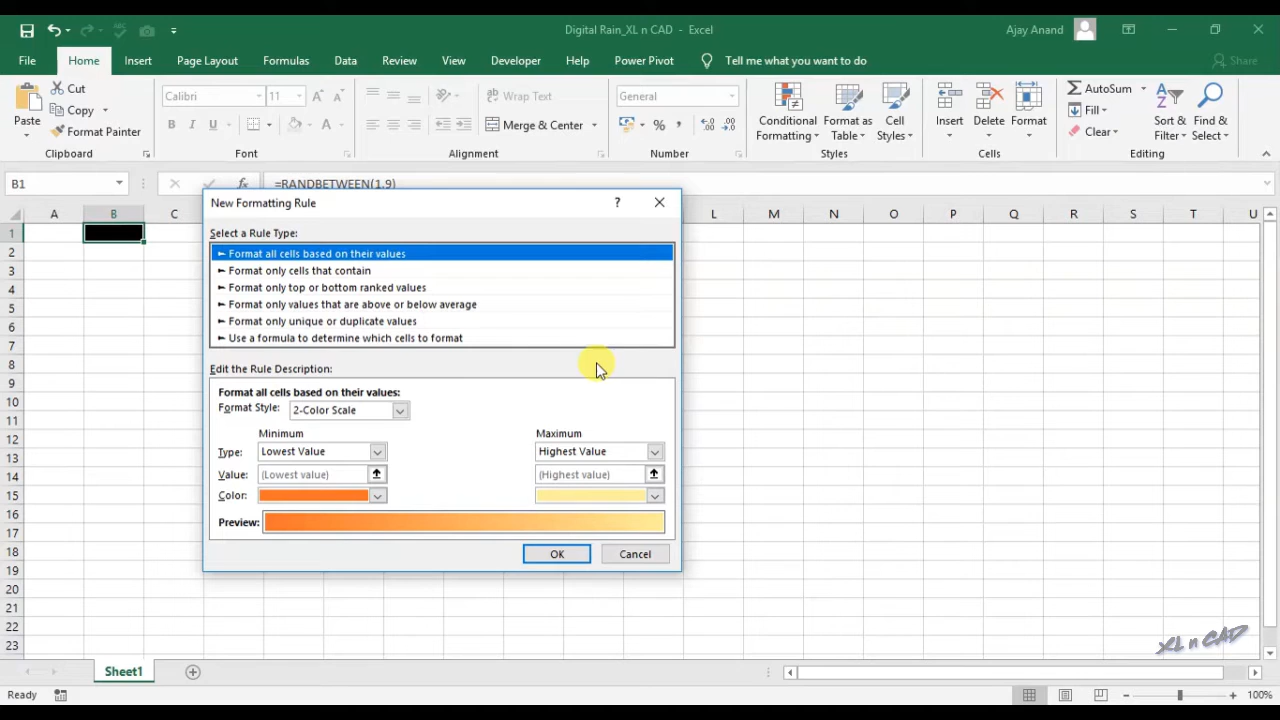 Digital Rain_XL n CAD - Excel
Ajay Anand
File Home Insert Page Layout Formulas Data Review View Developer Help Power Pivot Tell me what you want to do Share
Paste
Cut
Copy
Format Painter
Clipboard
Calibri 11
B I U
Font
Wrap Text
Merge & Center
Alignment
General
Number
Conditional Formatting
Format as Table
Cell Styles
Styles
Insert
Delete
Format
Cells
AutoSum
Fill
Clear
Sort & Filter
Find & Select
Editing
B1
fx
=RANDBETWEEN(1,9)
A B C L M N O P Q R S T U
1
2
3
4
5
6
7
8
9
10
11
12
13
14
15
16
17
18
19
20
21
22
23
New Formatting Rule ?
Select a Rule Type:
► Format all cells based on their values
► Format only cells that contain
► Format only top or bottom ranked values
► Format only values that are above or below average
► Format only unique or duplicate values
► Use a formula to determine which cells to format
Edit the Rule Description:
Format all cells based on their values:
Format Style: 2-Color Scale
Minimum Maximum
Type: Lowest Value Highest Value
Value: (Lowest value) (Highest value)
Color:
Preview:
OK Cancel
XL n CAD
Sheet1
Ready 100%